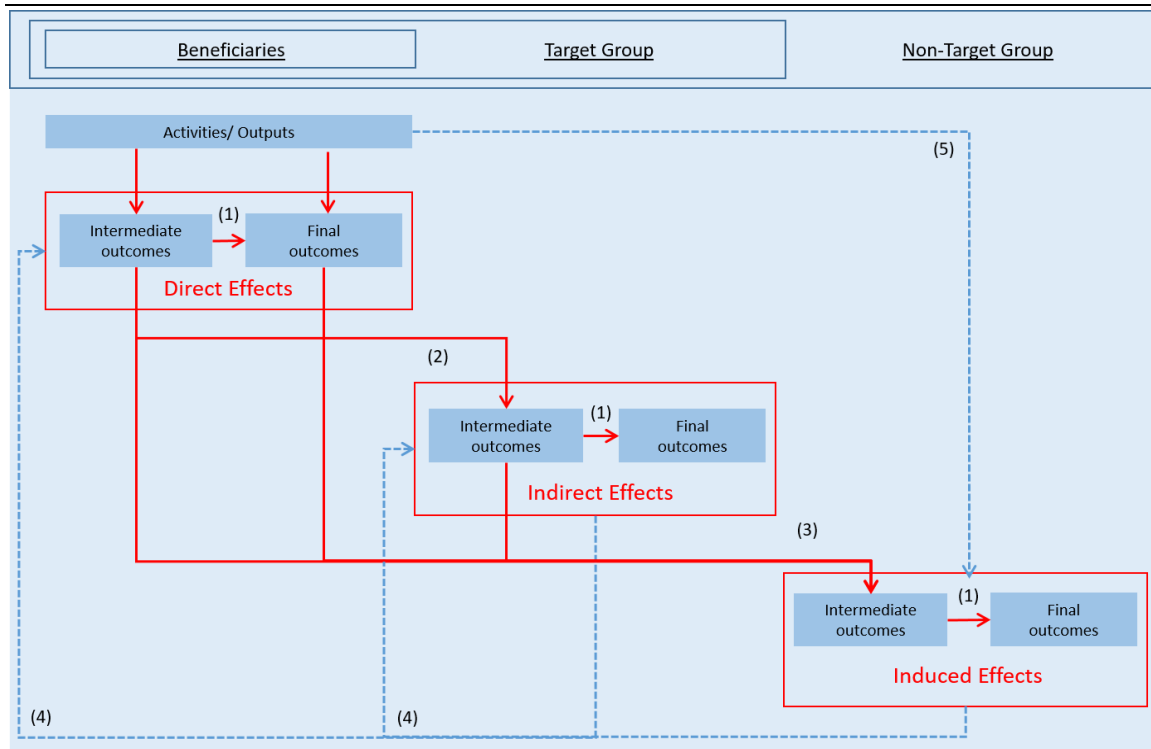 Beneficiaries
Target Group
Non-Target Group
Activities/ Outputs
(5)
(1)
Intermediate
outcomes
Final
outcomes
Direct Effects
(2)
(1)
Intermediate
outcomes
Final
outcomes
Indirect Effects
(3)
(1)
Intermediate
outcomes
Final
outcomes
Induced Effects
(4)
(4)